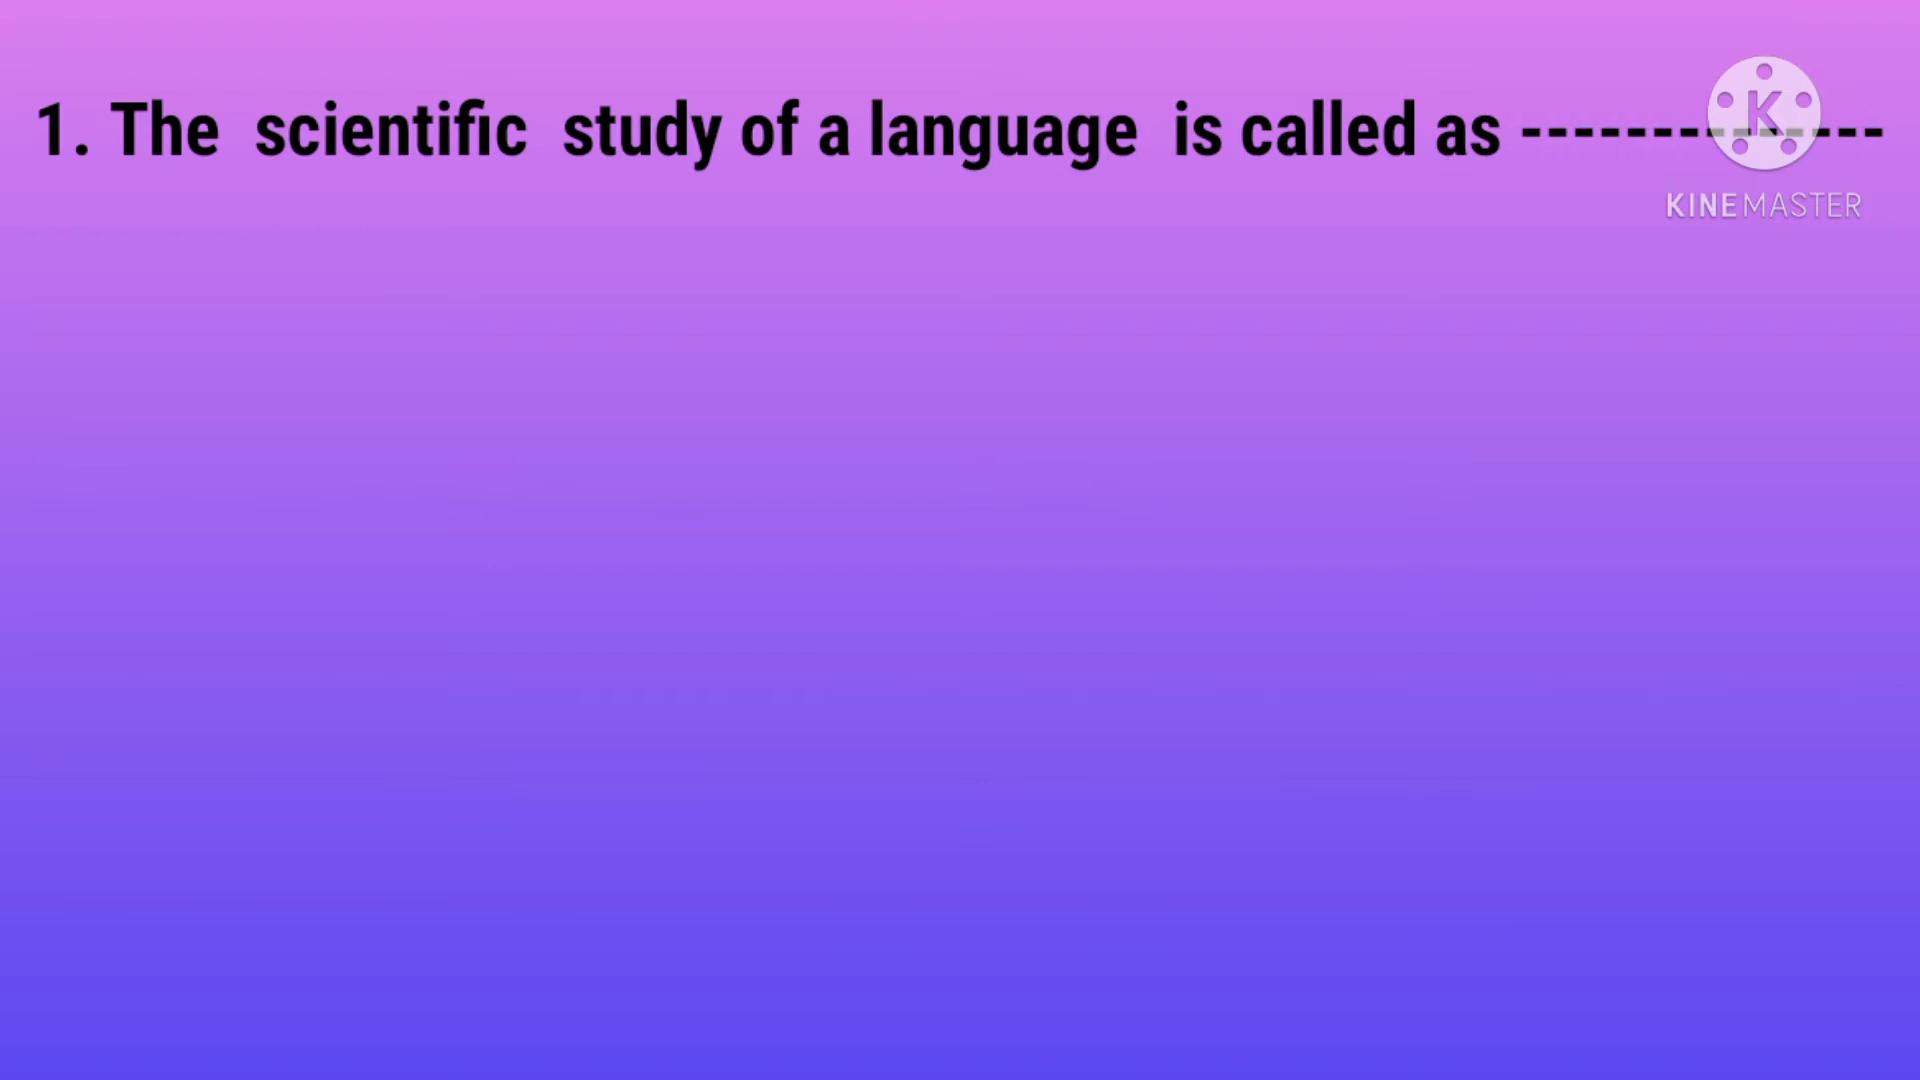 1. The scientific study of a language is called as --------------
K
KINEMASTER